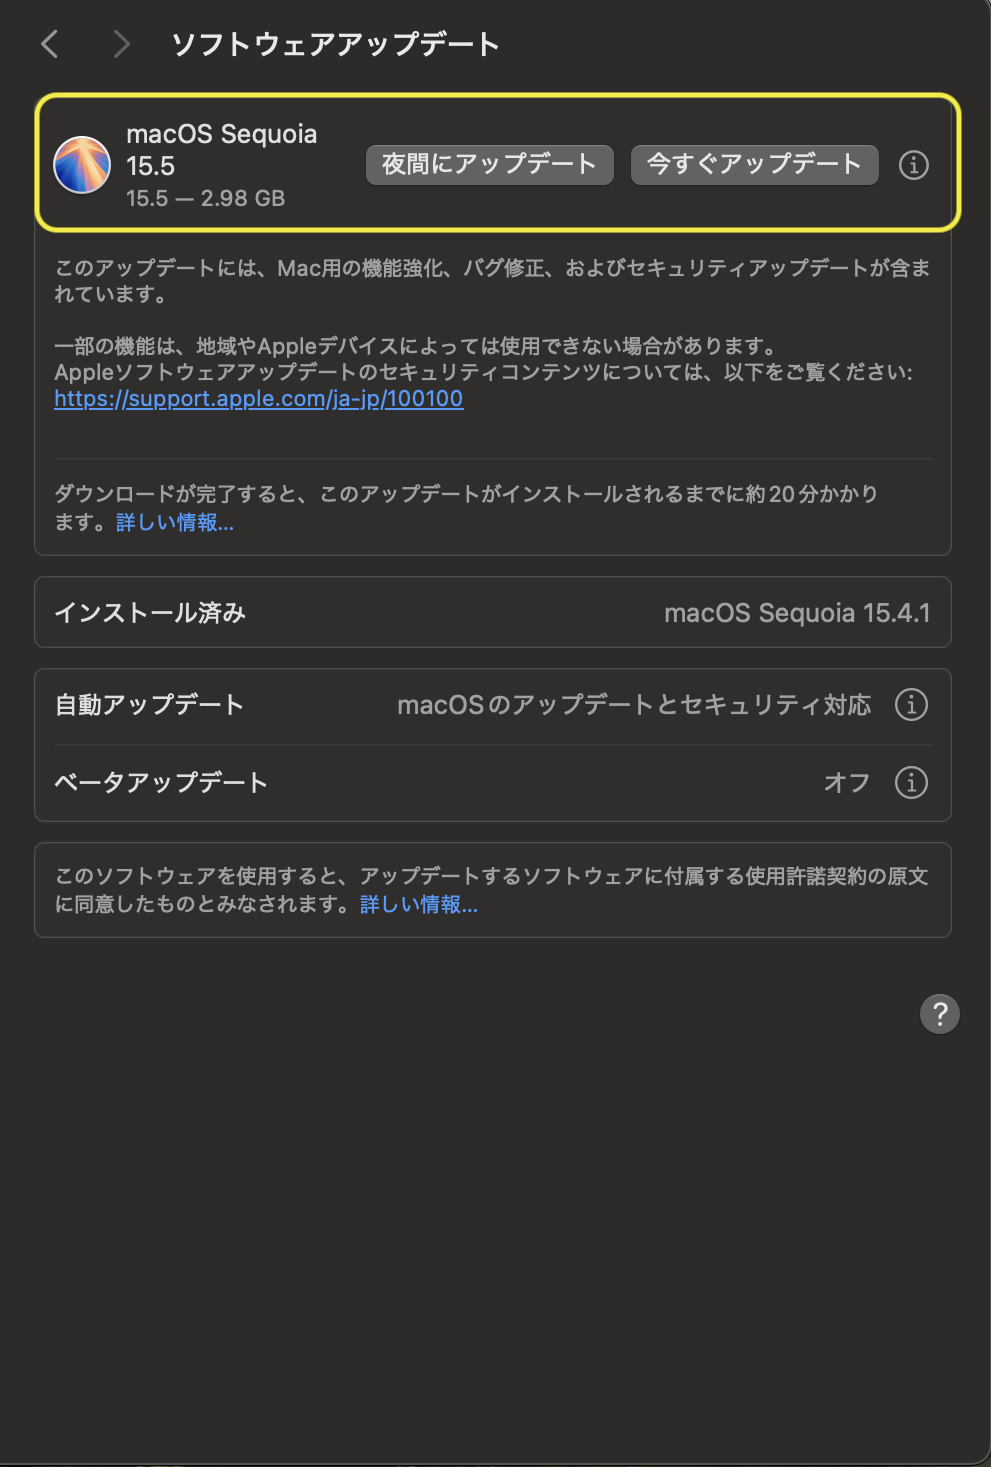 ソフトウェアアップデート
macOS Sequoia
15.5
15.5 — 2.98 GB
夜間にアップデート
今すぐアップデート
このアップデートには、Mac用の機能強化、バグ修正、およびセキュリティアップデートが含ま
れています。
一部の機能は、地域やAppleデバイスによっては使用できない場合があります。
Appleソフトウェアアップデートのセキュリティコンテンツについては、以下をご覧ください:
https://support.apple.com/ja-jp/100100
ダウンロードが完了すると、このアップデートがインストールされるまでに約20分かかり
ます。詳しい情報...
インストール済み macOS Sequoia 15.4.1
自動アップデート macOSのアップデートとセキュリティ対応
ベータアップデート オフ
このソフトウェアを使用すると、アップデートするソフトウェアに付属する使用許諾契約の原文
に同意したものとみなされます。詳しい情報...
?